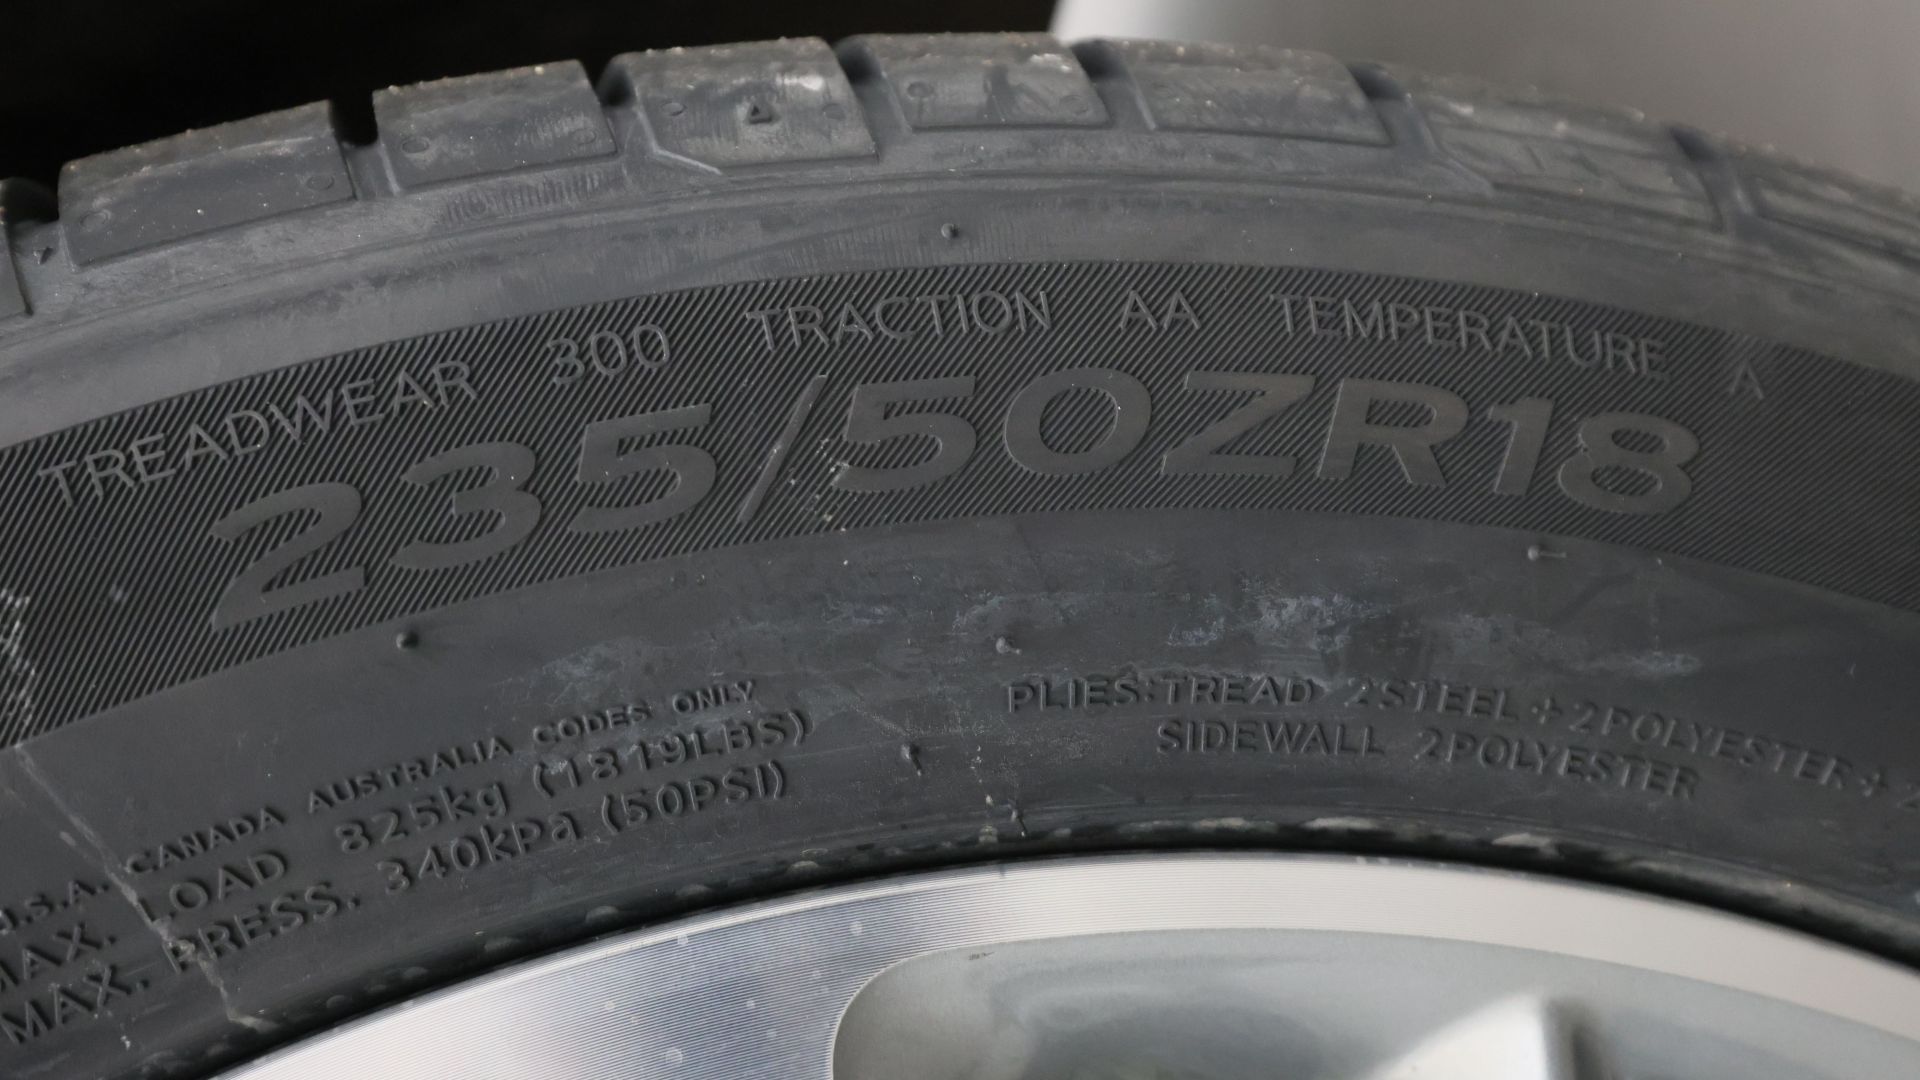 TREADWEAR 300 TRACTION AA TEMPERATURE A
235/50ZR18
U.S.A. CANADA AUSTRALIA CODES ONLY
MAX. LOAD 825kg (1819LBS)
MAX. PRESS. 340kPa (50PSI)
PLIES:TREAD 2STEEL+2POLYESTER+2
SIDEWALL 2POLYESTER